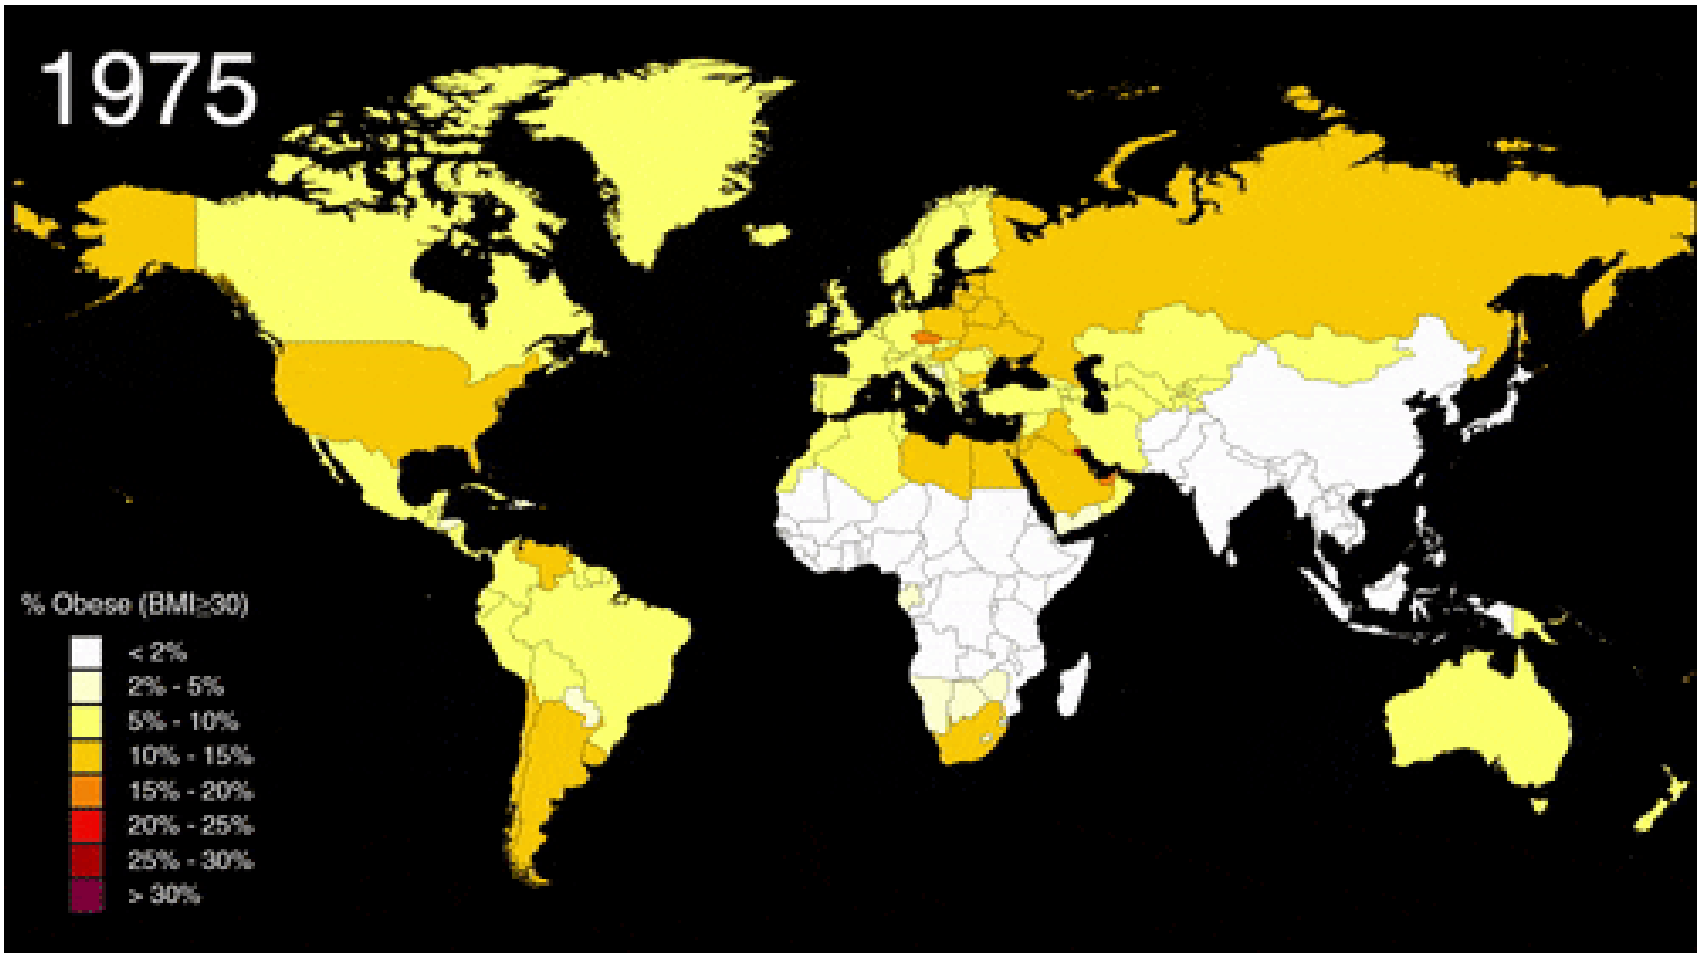 1975
% Obese (BMI≥30)
< 2%
2% - 5%
5% - 10%
10% - 15%
15% - 20%
20% - 25%
25% - 30%
> 30%